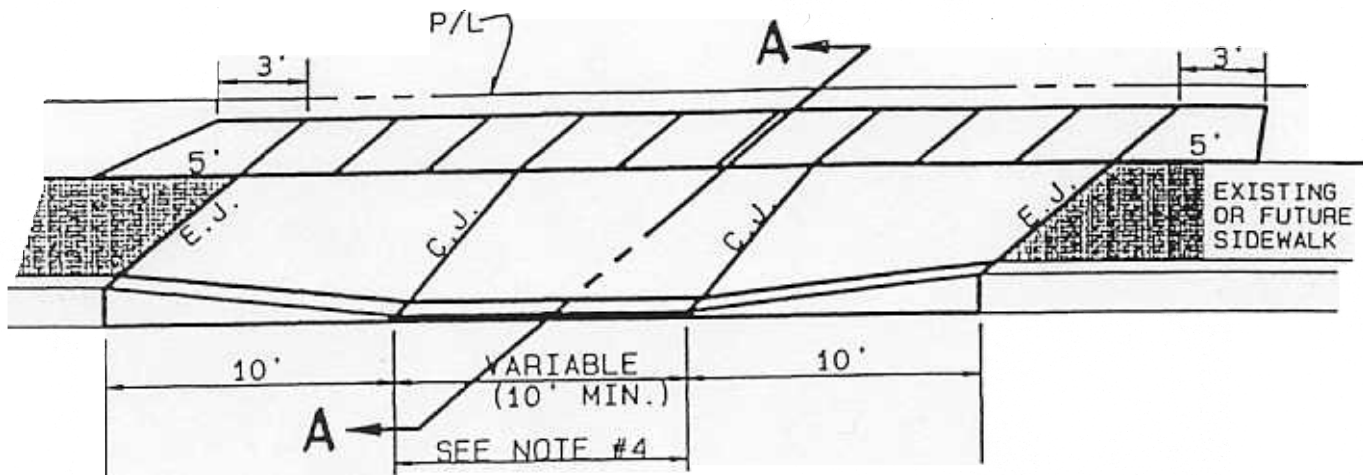 P/L
A
3'
3'
5'
5'
E.J.
C.J.
C.J.
E.J.
EXISTING
OR FUTURE
SIDEWALK
10'
VARIABLE
(10' MIN.)
10'
A
SEE NOTE #4